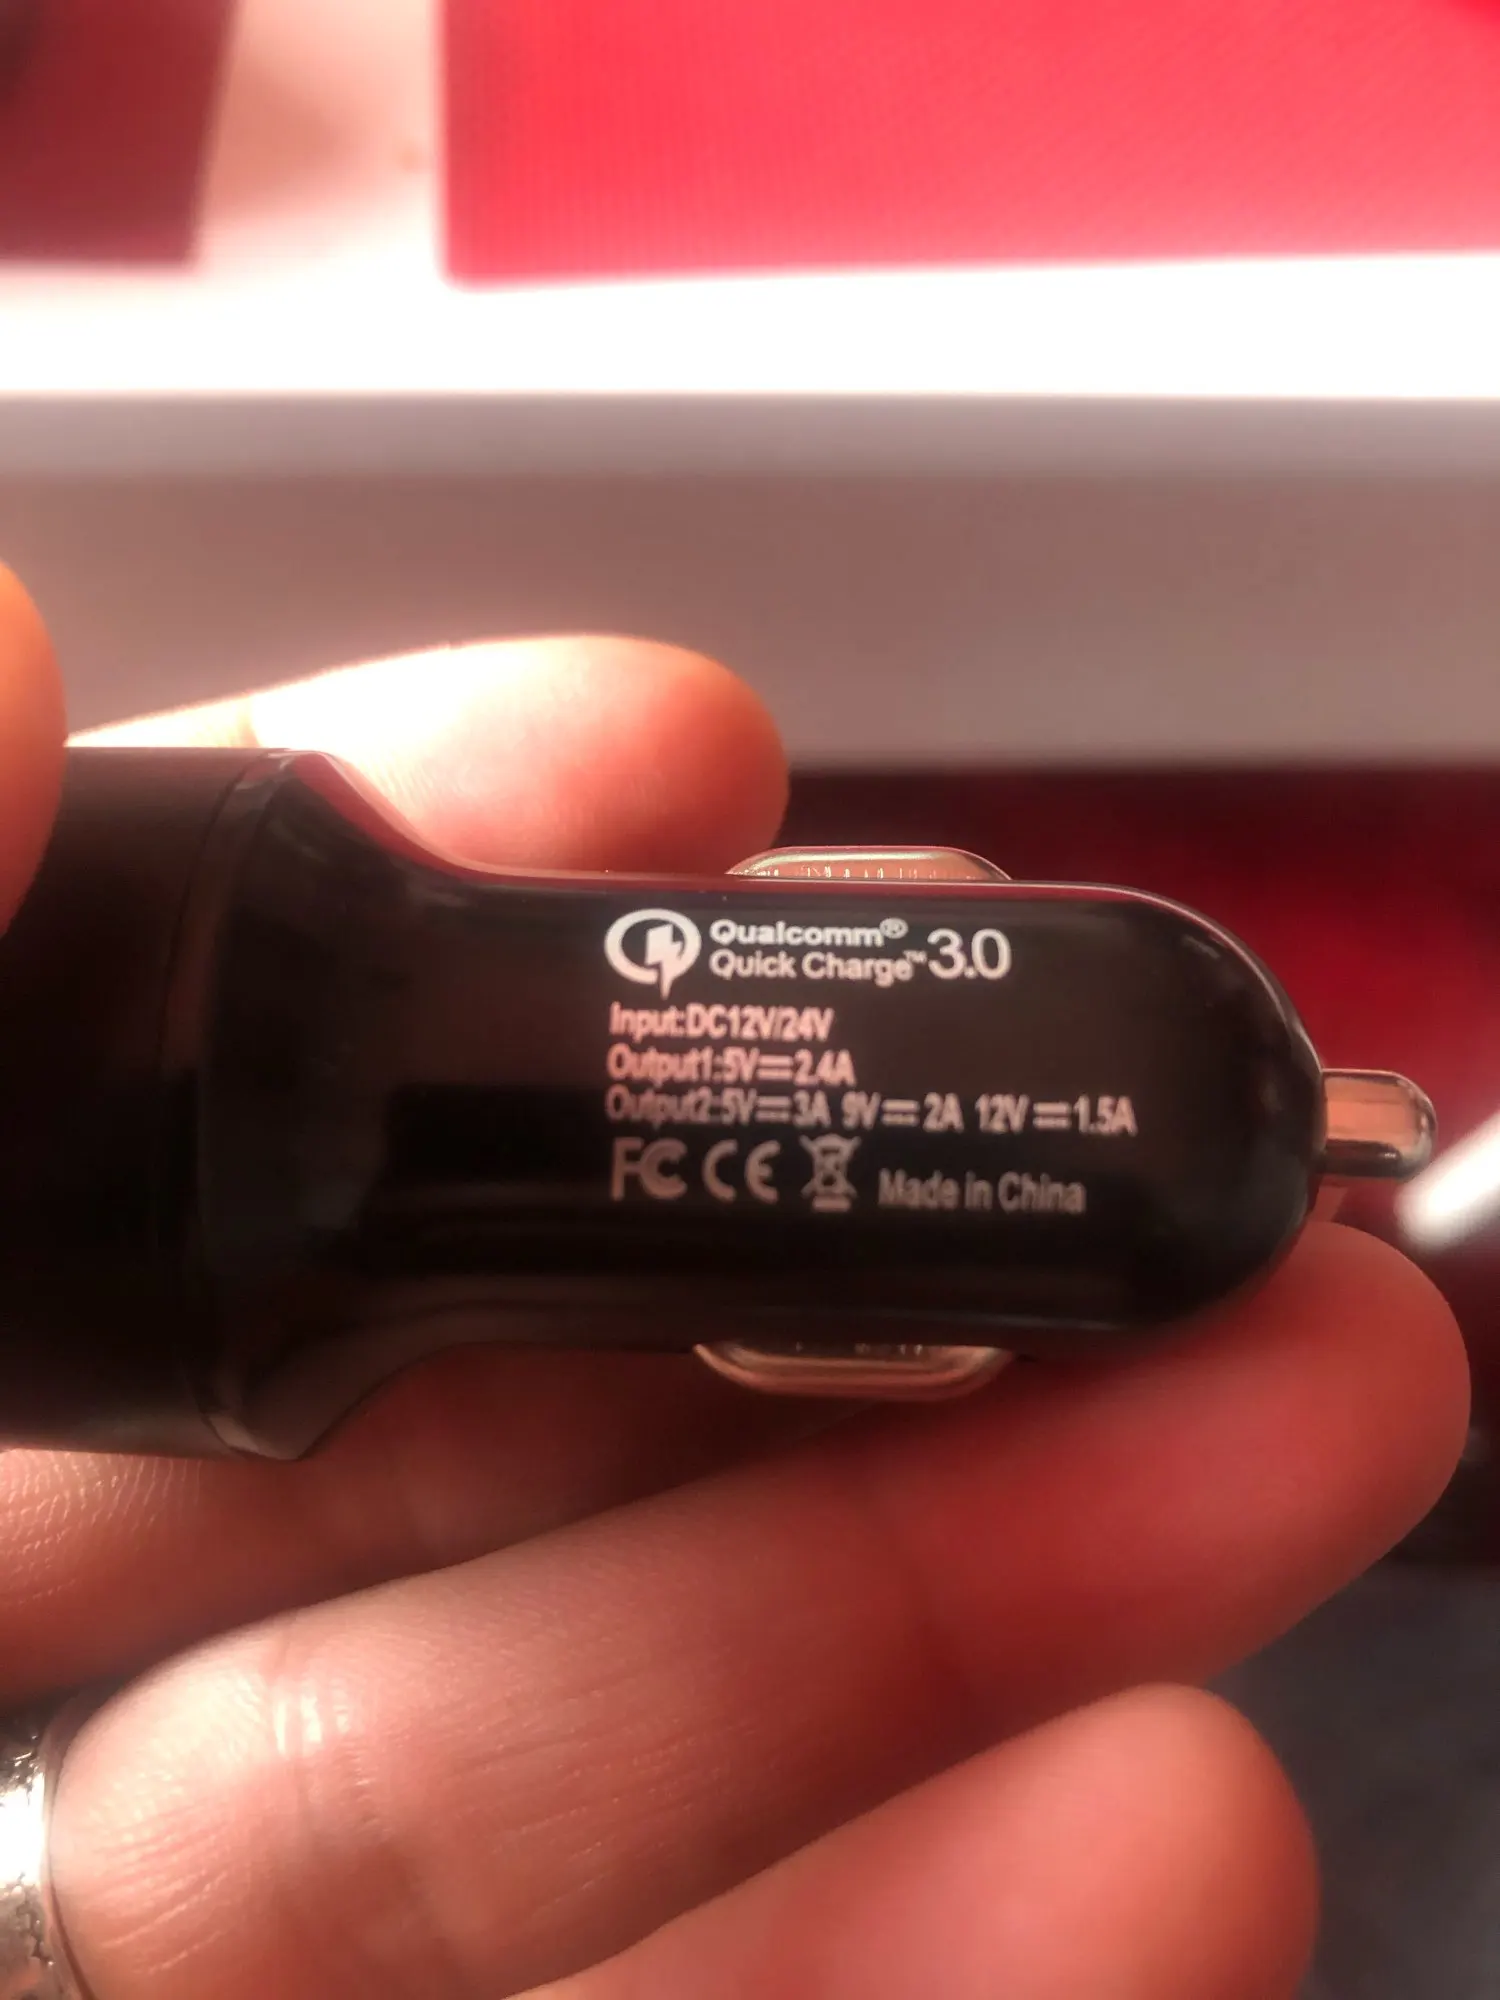 Qualcomm®
Quick Charge™ 3.0
Input:DC12V/24V
Output1:5V⎓2.4A
Output2:5V⎓3A 9V⎓2A 12V⎓1.5A
FC CE Made in China